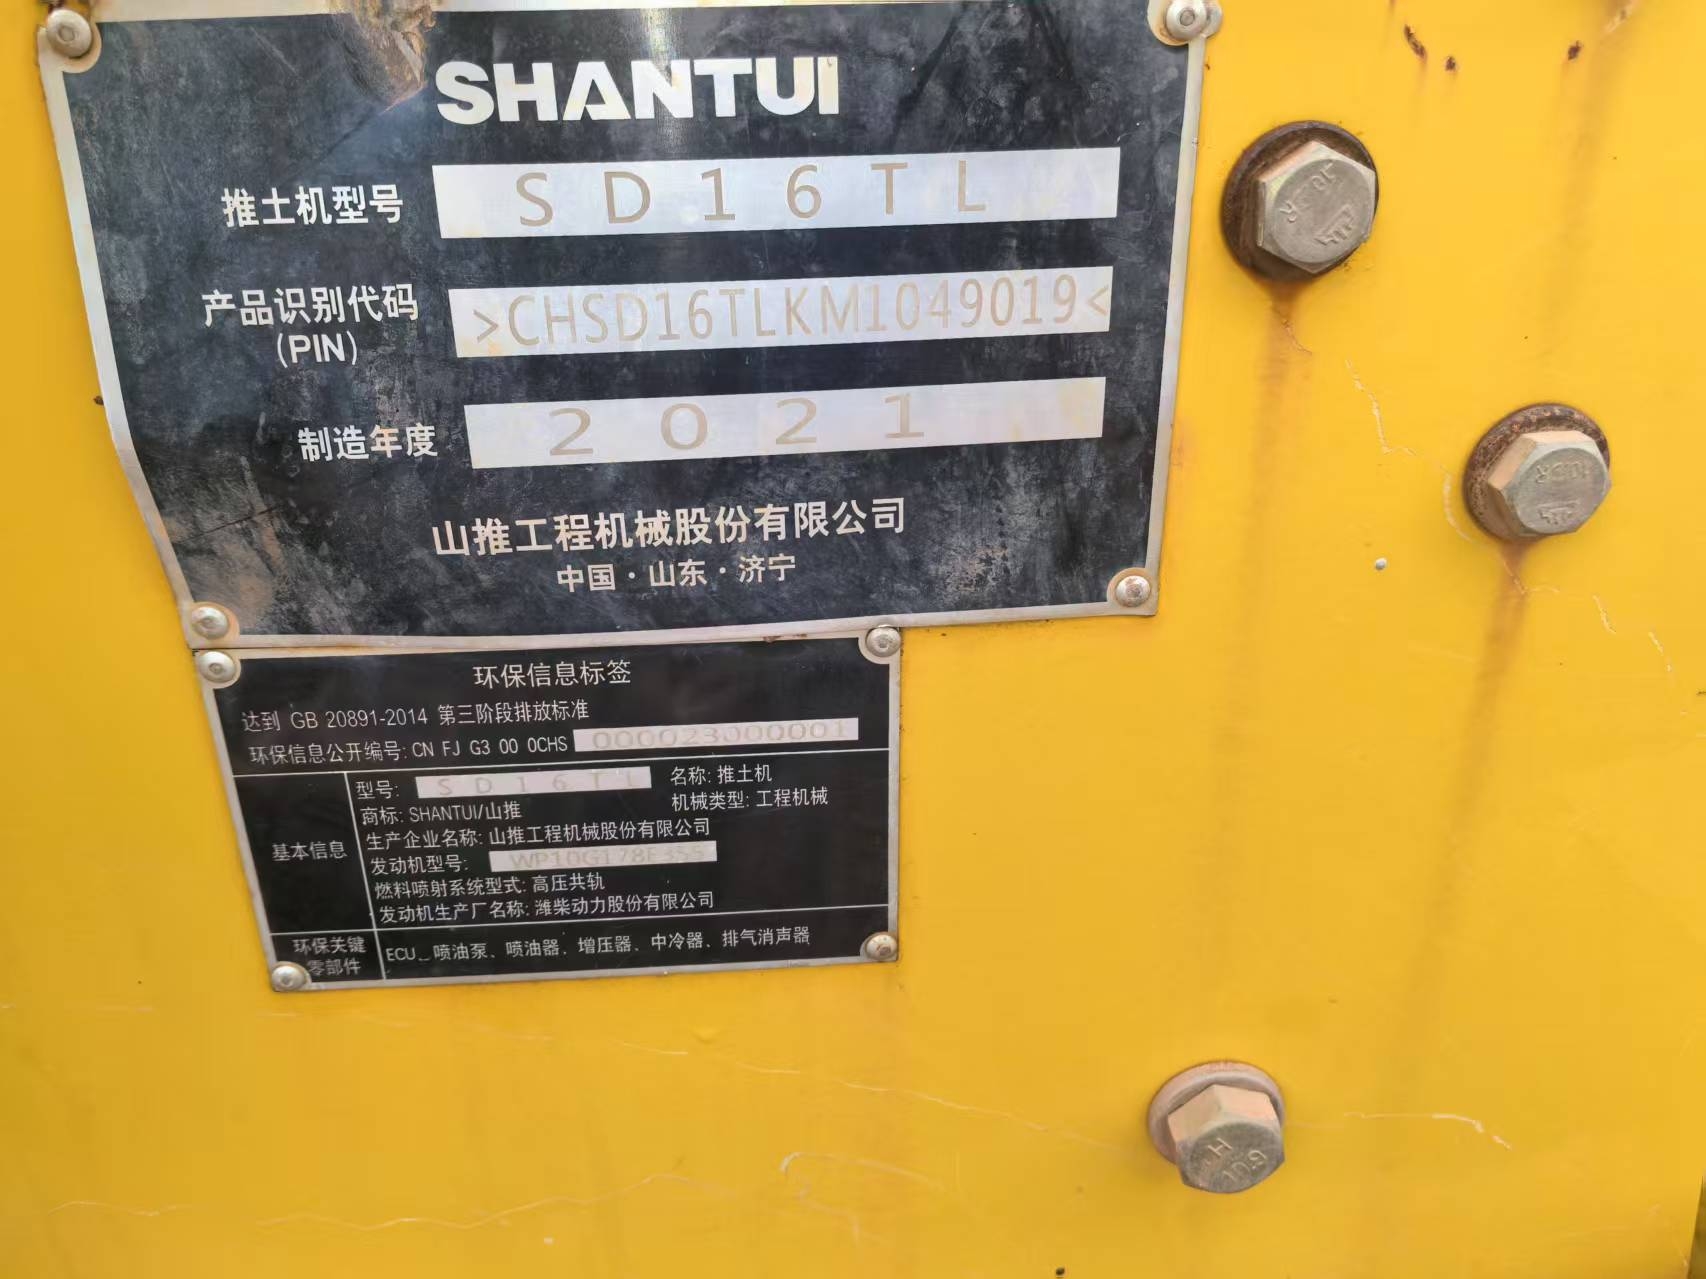 SHANTUI
推土机型号 SD16TL
产品识别代码 >CHSD16TLKM1049019<
(PIN)
制造年度 2021
山推工程机械股份有限公司
中国·山东·济宁
环保信息标签
达到 GB 20891-2014 第三阶段排放标准
环保信息公开编号: CN FJ G3 00 0CHS 000023000001
型号: SD16TL 名称: 推土机
商标: SHANTUI/山推 机械类型: 工程机械
生产企业名称: 山推工程机械股份有限公司
基本信息
发动机型号: WP10G178E355
燃料喷射系统型式: 高压共轨
发动机生产厂名称: 潍柴动力股份有限公司
环保关键
零部件
ECU、喷油泵、喷油器、增压器、中冷器、排气消声器